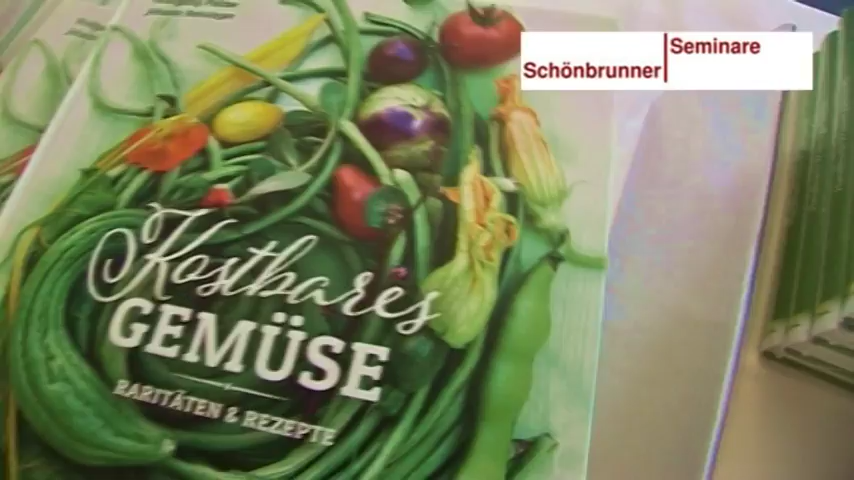 Seminare
Schönbrunner
Kostbares
GEMÜSE
RARITÄTEN & REZEPTE